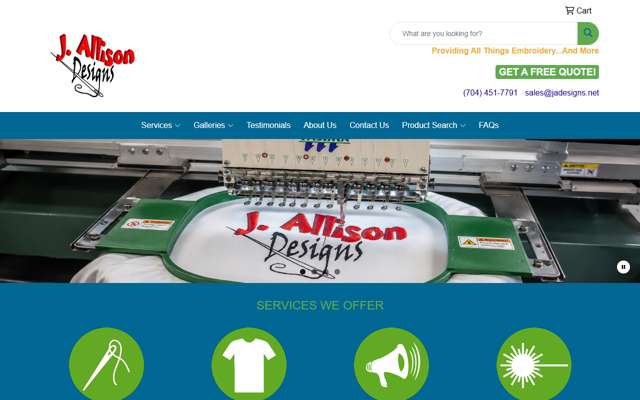 Cart
J. Allison
Designs
What are you looking for?
Providing All Things Embroidery...And More
GET A FREE QUOTE!
(704) 451-7791 sales@jadesigns.net
Services Galleries Testimonials About Us Contact Us Product Search FAQs
J. Allison
Designs
SERVICES WE OFFER